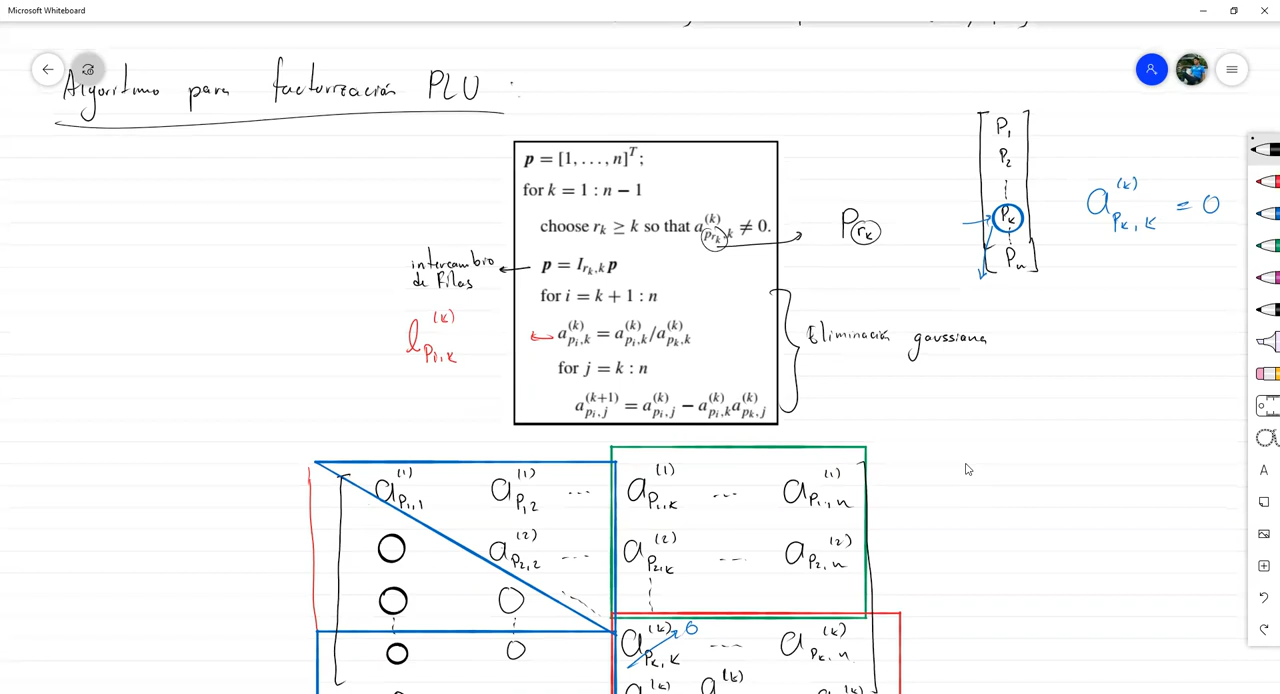 Microsoft Whiteboard
Algoritmo para factorización PLU :
p = [1, . . . , n]^T;
for k = 1 : n − 1
choose r_k ≥ k so that a^{(k)}_{p_{r_k},k} ≠ 0.
p = I_{r_k,k} p
for i = k + 1 : n
a^{(k)}_{p_i,k} = a^{(k)}_{p_i,k} / a^{(k)}_{p_k,k}
for j = k : n
a^{(k+1)}_{p_i,j} = a^{(k)}_{p_i,j} − a^{(k)}_{p_i,k} a^{(k)}_{p_k,j}
intercambio
de filas
l^{(k)}_{P_i,k}
P_{r_k}
Eliminación gaussiana
P_1
P_2
P_k
P_n
a^{(k)}_{P_k,k} = 0
a^{(1)}_{P_1,1} a^{(1)}_{P_1,2} ... a^{(1)}_{P_1,k} ... a^{(1)}_{P_1,n}
0 a^{(2)}_{P_2,2} ... a^{(2)}_{P_2,k} ... a^{(2)}_{P_2,n}
0 0
0 0 a^{(k)}_{P_k,k} 0 ... a^{(k)}_{P_k,n}